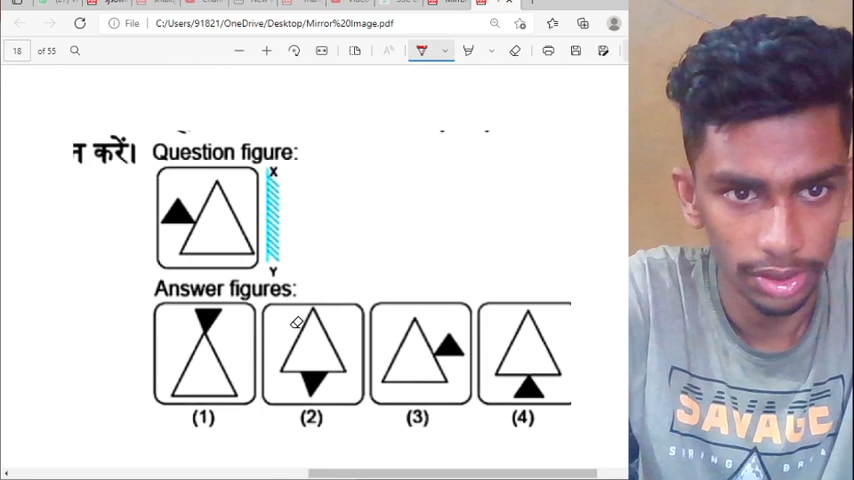 File
C:/Users/91821/OneDrive/Desktop/Mirror%20Image.pdf
18 of 55
न करें। Question figure:
X
Y
Answer figures:
(1) (2) (3) (4)
SAVAGE